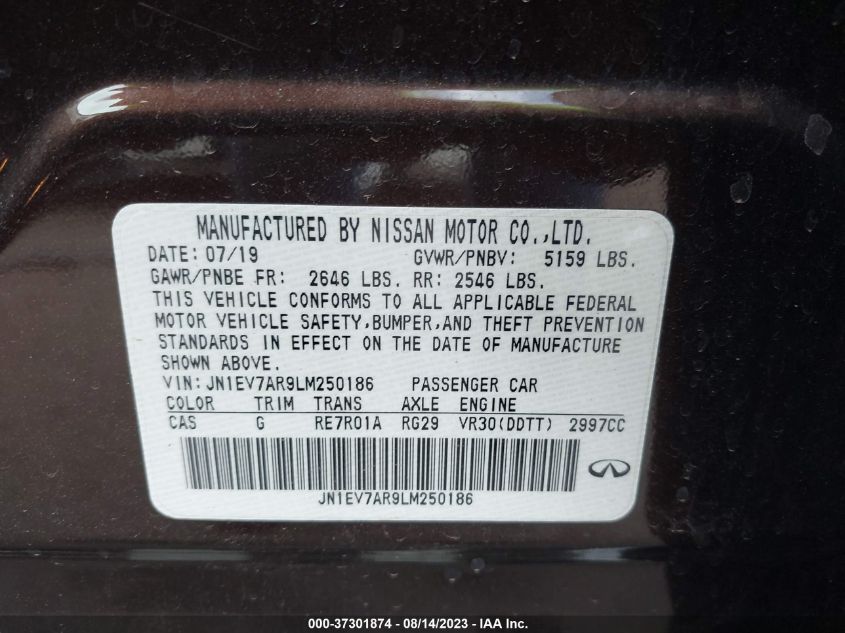 MANUFACTURED BY NISSAN MOTOR CO.,LTD.
DATE: 07/19 GVWR/PNBV: 5159 LBS.
GAWR/PNBE FR: 2646 LBS. RR: 2546 LBS.
THIS VEHICLE CONFORMS TO ALL APPLICABLE FEDERAL
MOTOR VEHICLE SAFETY,BUMPER,AND THEFT PREVENTION
STANDARDS IN EFFECT ON THE DATE OF MANUFACTURE
SHOWN ABOVE.
VIN:JN1EV7AR9LM250186 PASSENGER CAR
COLOR TRIM TRANS AXLE ENGINE
CAS G RE7R01A RG29 VR30(DDTT) 2997CC
JN1EV7AR9LM250186
000-37301874 - 08/14/2023 - IAA Inc.